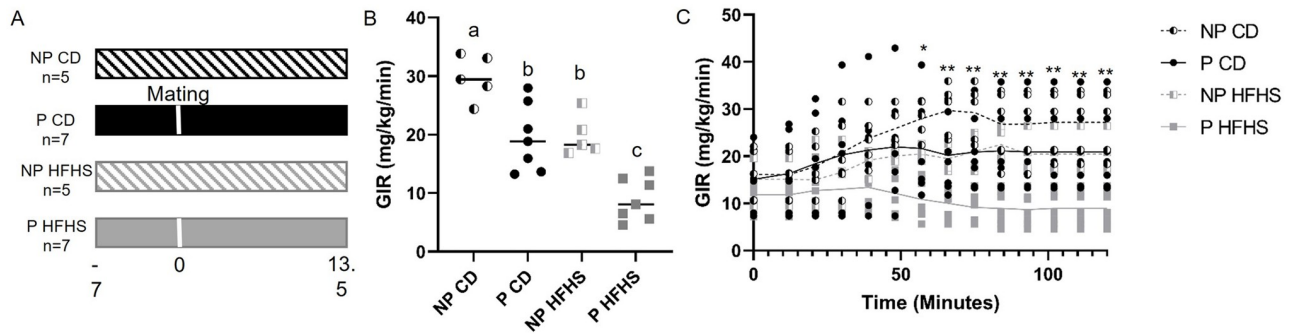 A
NP CD
n=5
Mating
P CD
n=7
NP HFHS
n=5
P HFHS
n=7
-
7
0
13.
5
B
GIR (mg/kg/min)
40
30
20
10
0
a
b
b
c
NP CD
P CD
NP HFHS
P HFHS
C
GIR (mg/kg/min)
50
40
30
20
10
0
* ** ** ** ** ** ** **
0
50
100
Time (Minutes)
NP CD
P CD
NP HFHS
P HFHS